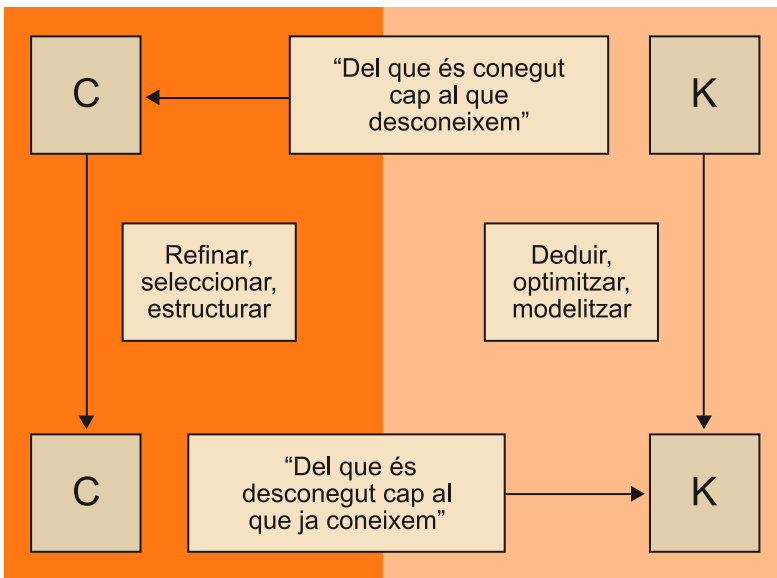 C
“Del que és conegut
cap al que
desconeixem”
K
Refinar,
seleccionar,
estructurar
Deduir,
optimitzar,
modelitzar
C
“Del que és
desconegut cap al
que ja coneixem”
K